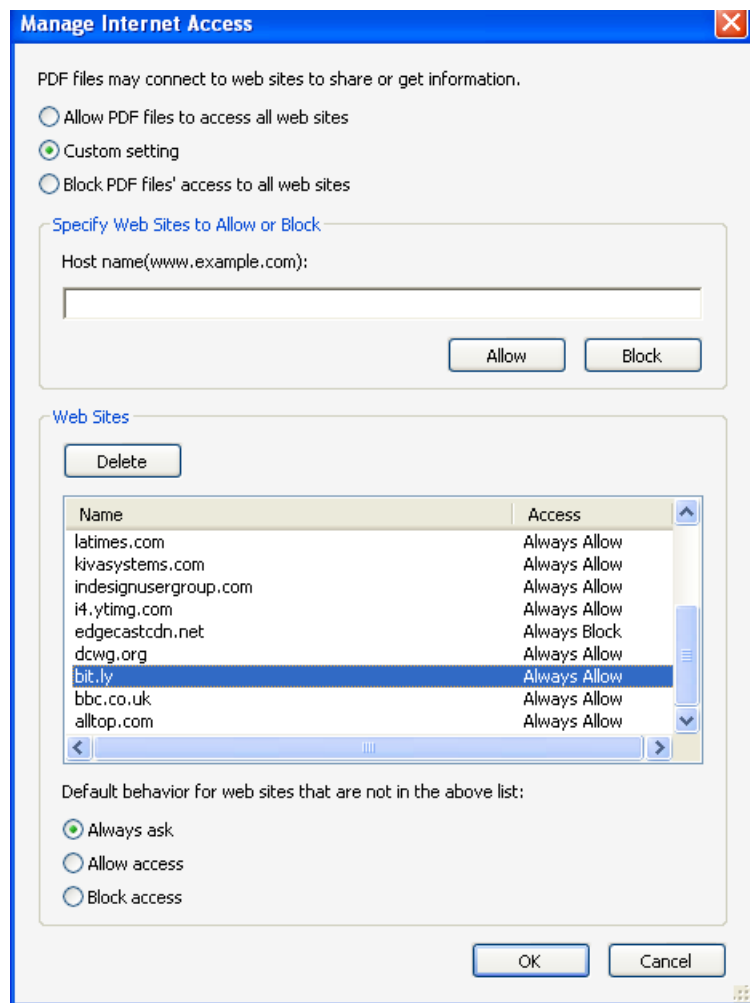 Manage Internet Access
PDF files may connect to web sites to share or get information.
Allow PDF files to access all web sites
Custom setting
Block PDF files' access to all web sites
Specify Web Sites to Allow or Block
Host name(www.example.com):
Allow Block
Web Sites
Delete
Name Access
latimes.com Always Allow
kivasystems.com Always Allow
indesignusergroup.com Always Allow
i4.ytimg.com Always Allow
edgecastcdn.net Always Block
dcwg.org Always Allow
bit.ly Always Allow
bbc.co.uk Always Allow
alltop.com Always Allow
Default behavior for web sites that are not in the above list:
Always ask
Allow access
Block access
OK Cancel